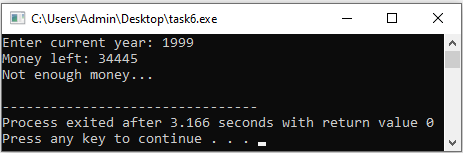 C:\Users\Admin\Desktop\task6.exe
Enter current year: 1999
Money left: 34445
Not enough money...
--------------------------------
Process exited after 3.166 seconds with return value 0
Press any key to continue . . .